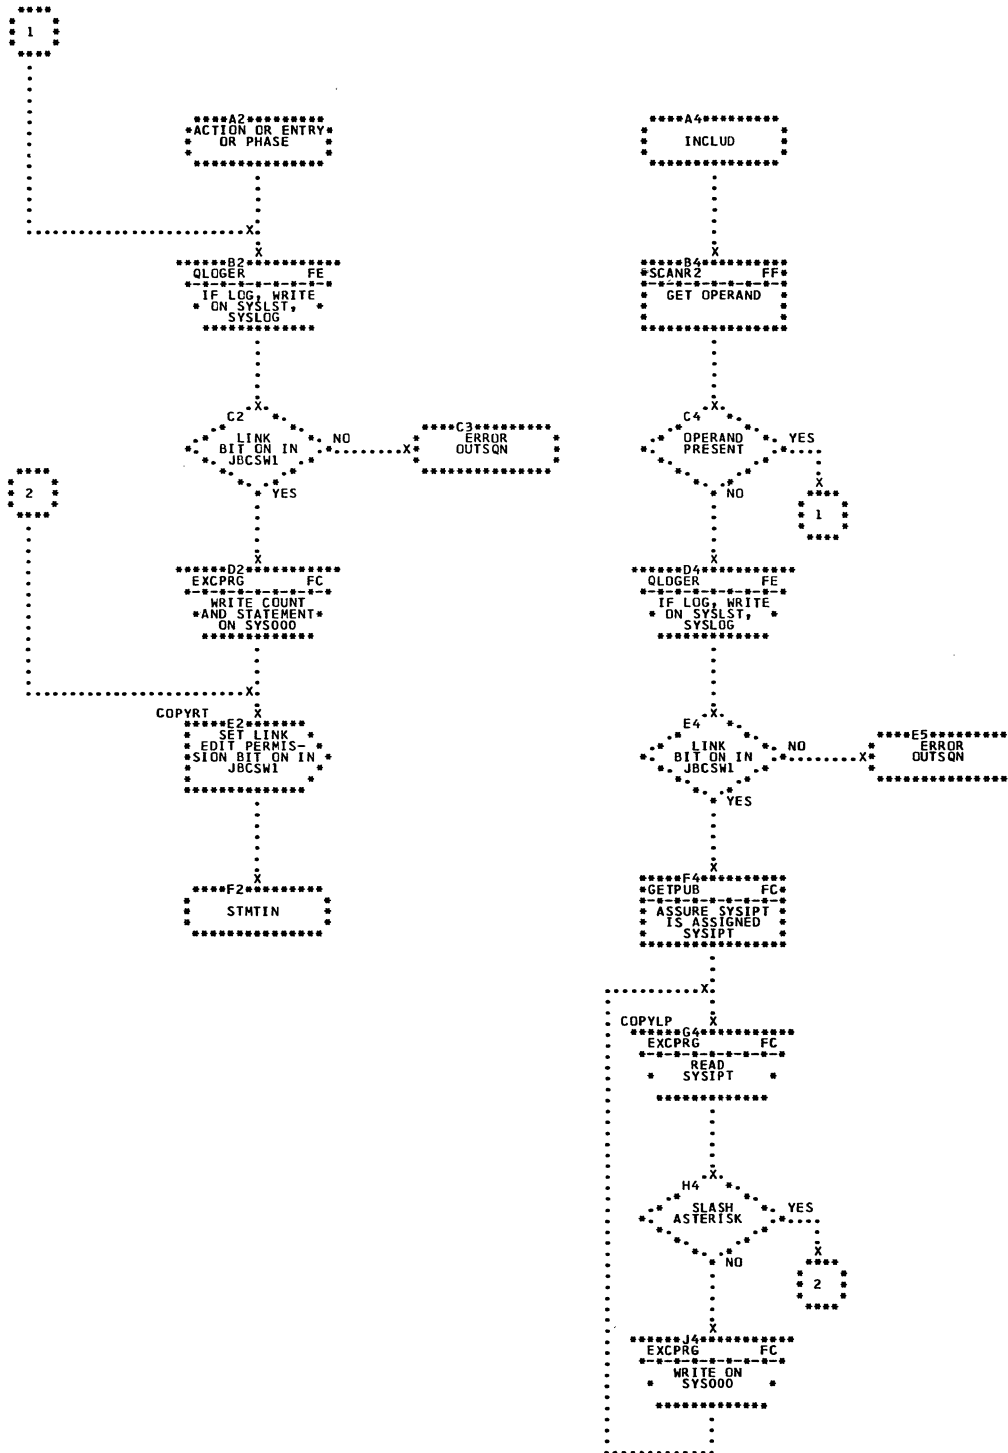 1
A2
ACTION OR ENTRY
OR PHASE
B2
QLOGER FE
IF LOG, WRITE
ON SYSLST,
SYSLOG
C2
LINK
BIT ON IN
JBCSW1
NO
YES
C3
ERROR
OUTSQN
2
D2
EXCPRG FC
WRITE COUNT
AND STATEMENT
ON SYS000
COPYRT
E2
SET LINK
EDIT PERMIS-
SION BIT ON IN
JBCSW1
F2
STMTIN
A4
INCLUD
B4
SCANR2 FF
GET OPERAND
C4
OPERAND
PRESENT
YES
NO
1
D4
QLOGER FE
IF LOG, WRITE
ON SYSLST,
SYSLOG
E4
LINK
BIT ON IN
JBCSW1
NO
YES
E5
ERROR
OUTSQN
F4
GETPUB FC
ASSURE SYSIPT
IS ASSIGNED
SYSIPT
COPYLP
G4
EXCPRG FC
READ
SYSIPT
H4
SLASH
ASTERISK
YES
NO
2
J4
EXCPRG FC
WRITE ON
SYS000